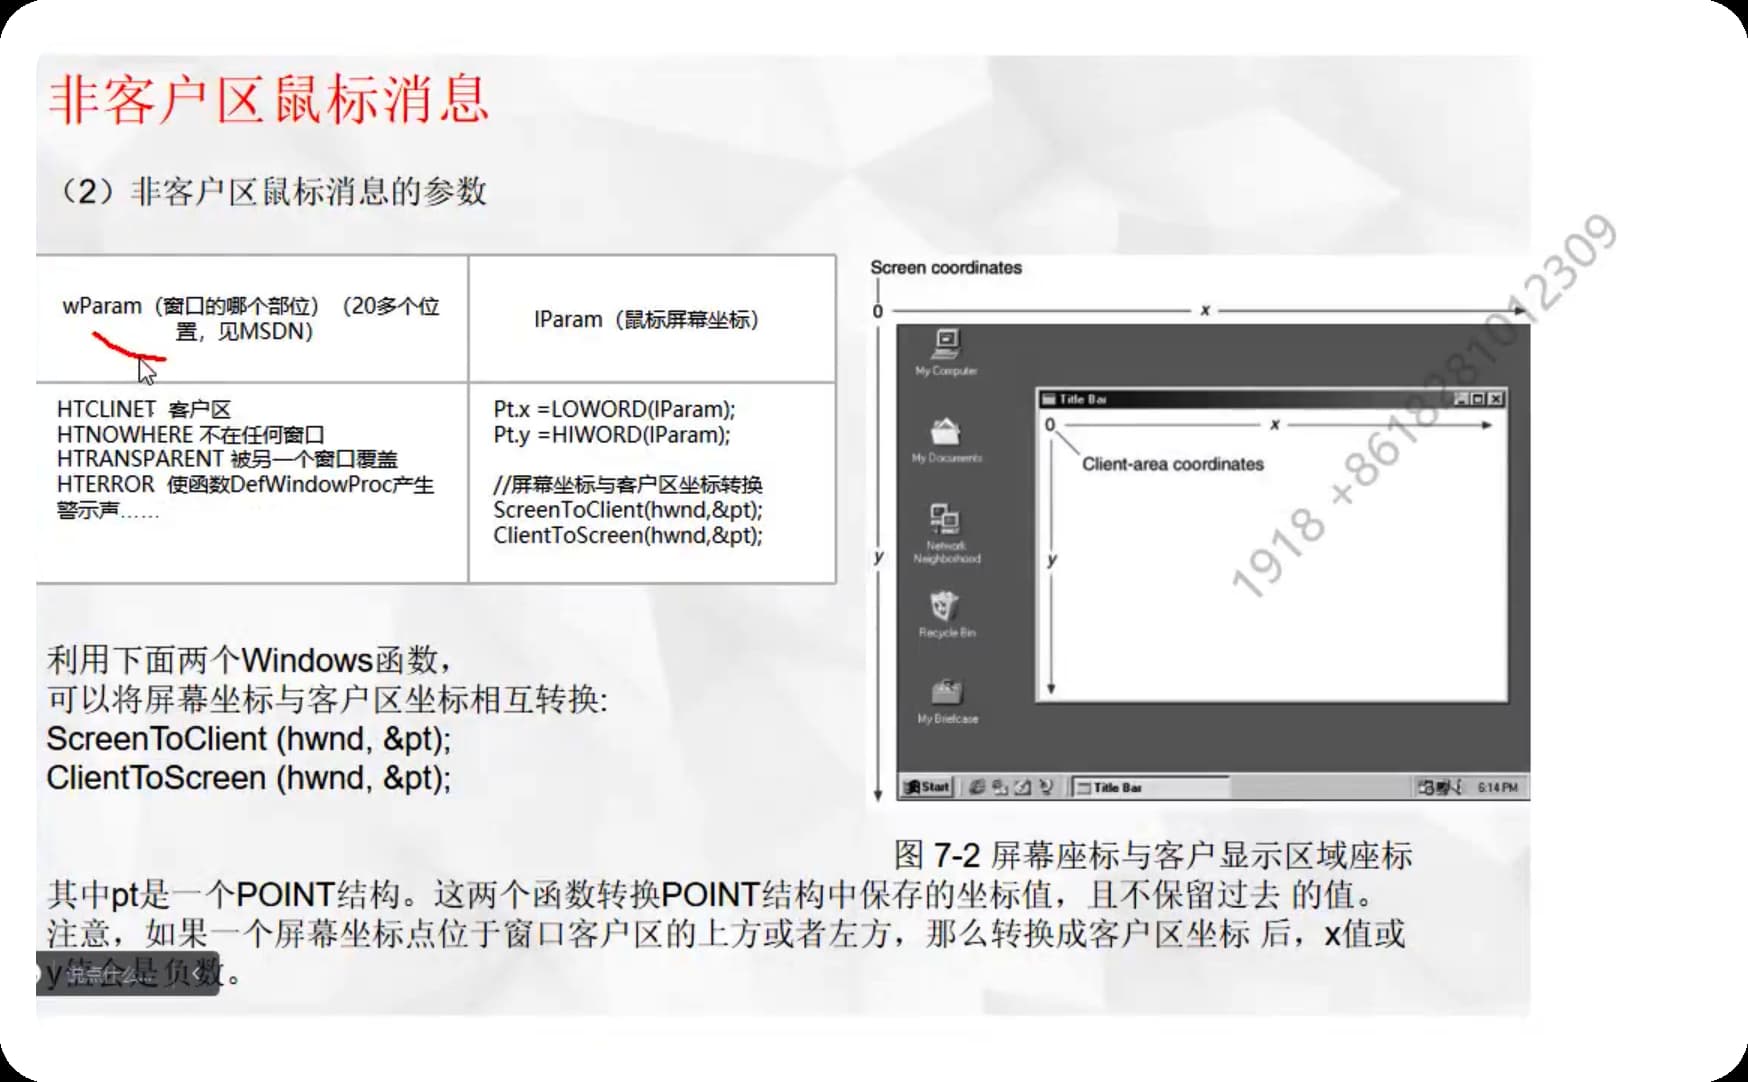 非客户区鼠标消息
（2）非客户区鼠标消息的参数
wParam（窗口的哪个部位）（20多个位
置，见MSDN）
lParam（鼠标屏幕坐标）
HTCLINET 客户区
HTNOWHERE 不在任何窗口
HTRANSPARENT 被另一个窗口覆盖
HTERROR 使函数DefWindowProc产生
警示声……
Pt.x =LOWORD(lParam);
Pt.y =HIWORD(lParam);
//屏幕坐标与客户区坐标转换
ScreenToClient(hwnd,&pt);
ClientToScreen(hwnd,&pt);
Screen coordinates
0
x
y
My Computer
My Documents
Network
Neighborhood
Recycle Bin
My Briefcase
Title Bar
0
x
Client-area coordinates
y
Start
Title Bar
6:14 PM
1918 +8618281012309
图 7-2 屏幕座标与客户显示区域座标
利用下面两个Windows函数，
可以将屏幕坐标与客户区坐标相互转换:
ScreenToClient (hwnd, &pt);
ClientToScreen (hwnd, &pt);
其中pt是一个POINT结构。这两个函数转换POINT结构中保存的坐标值，且不保留过去 的值。
注意，如果一个屏幕坐标点位于窗口客户区的上方或者左方，那么转换成客户区坐标 后，x值或
y值会是负数。
说点什么...